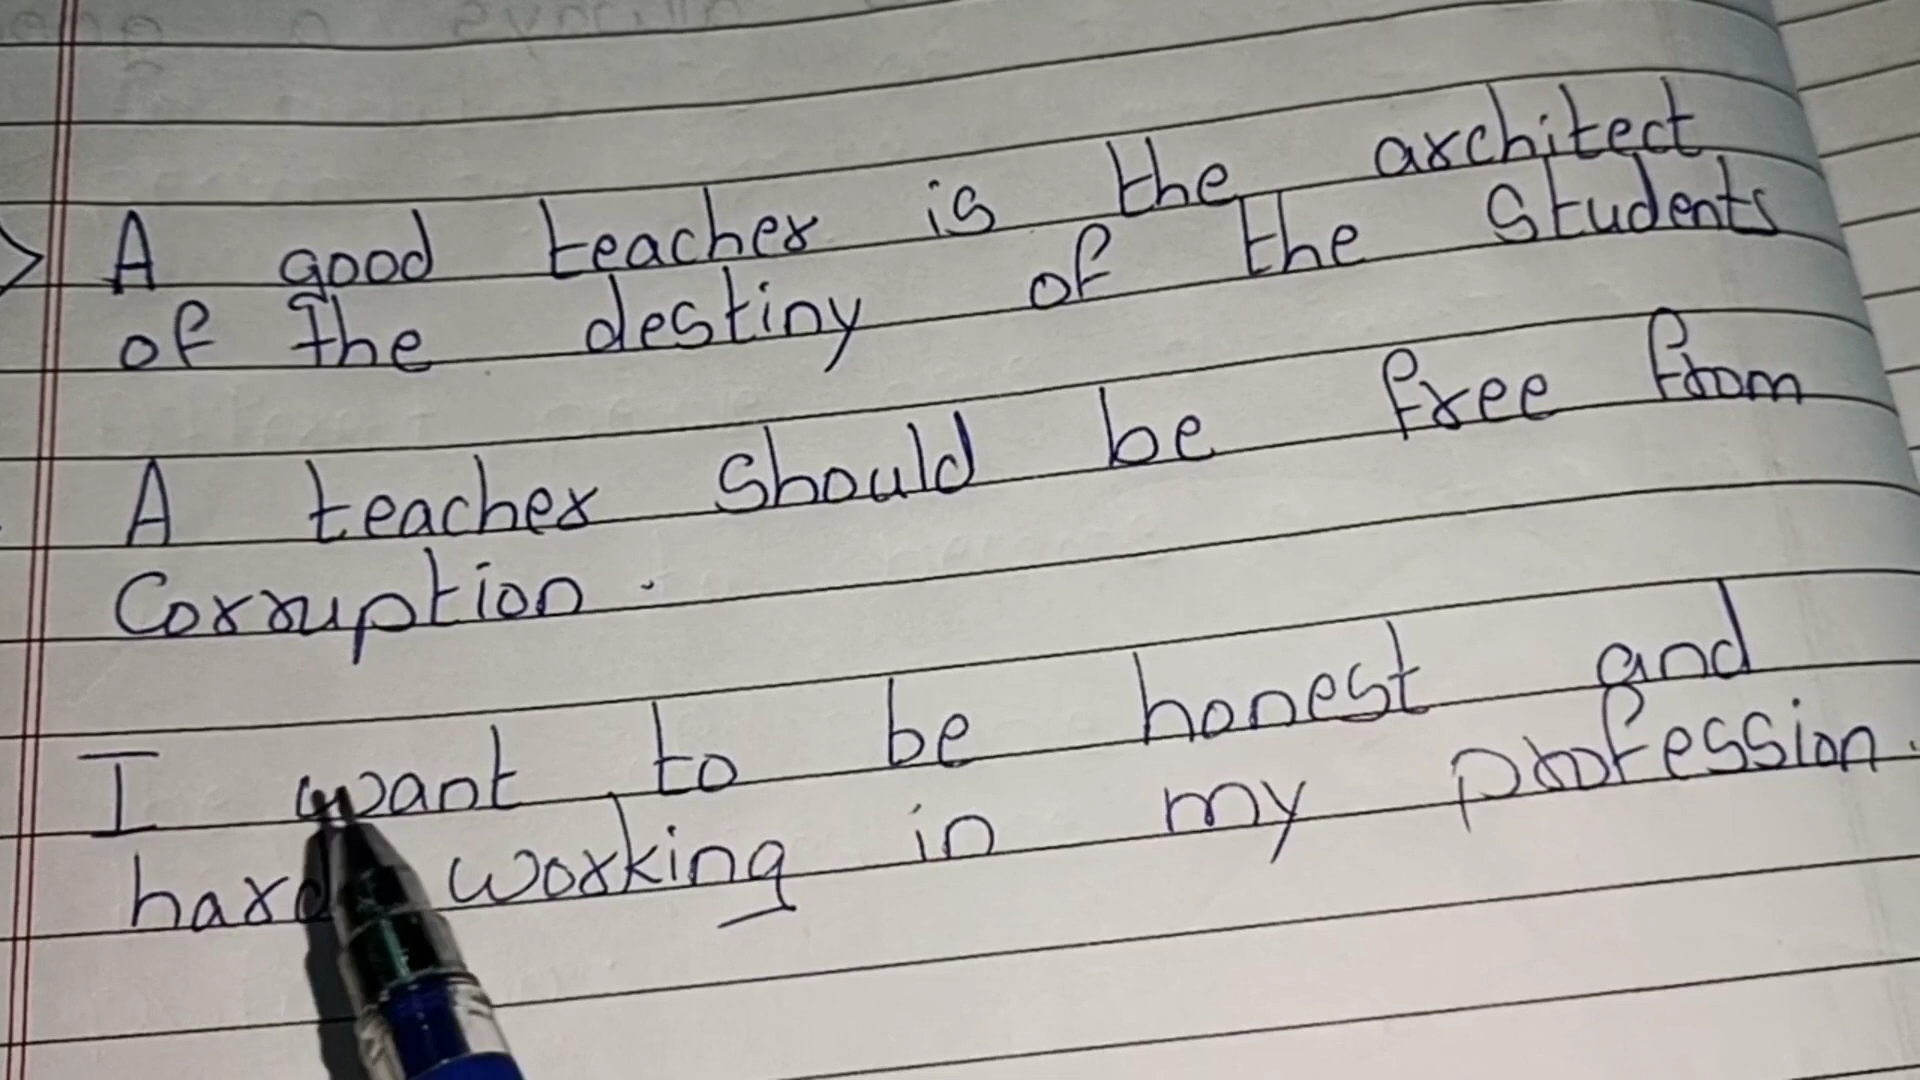 A good teacher is the architect
of the destiny of the students
A teacher should be free from
Corruption.
I want to be honest and
hard working in my profession.